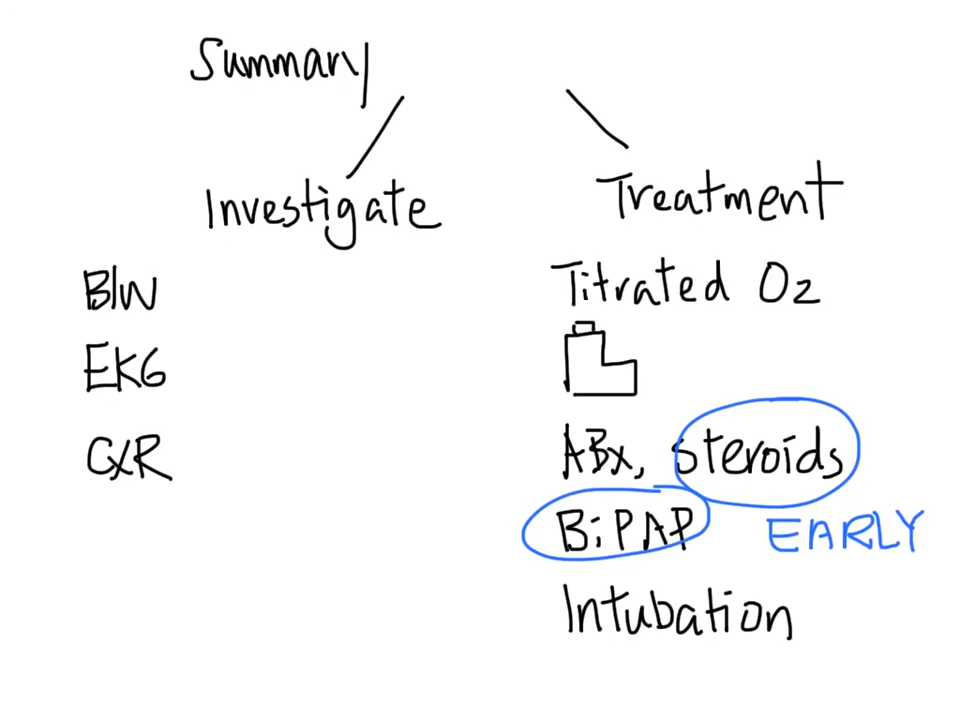 Summary
Investigate
Treatment
B/W
EKG
CXR
Titrated O2
ABx, steroids
BiPAP EARLY
Intubation